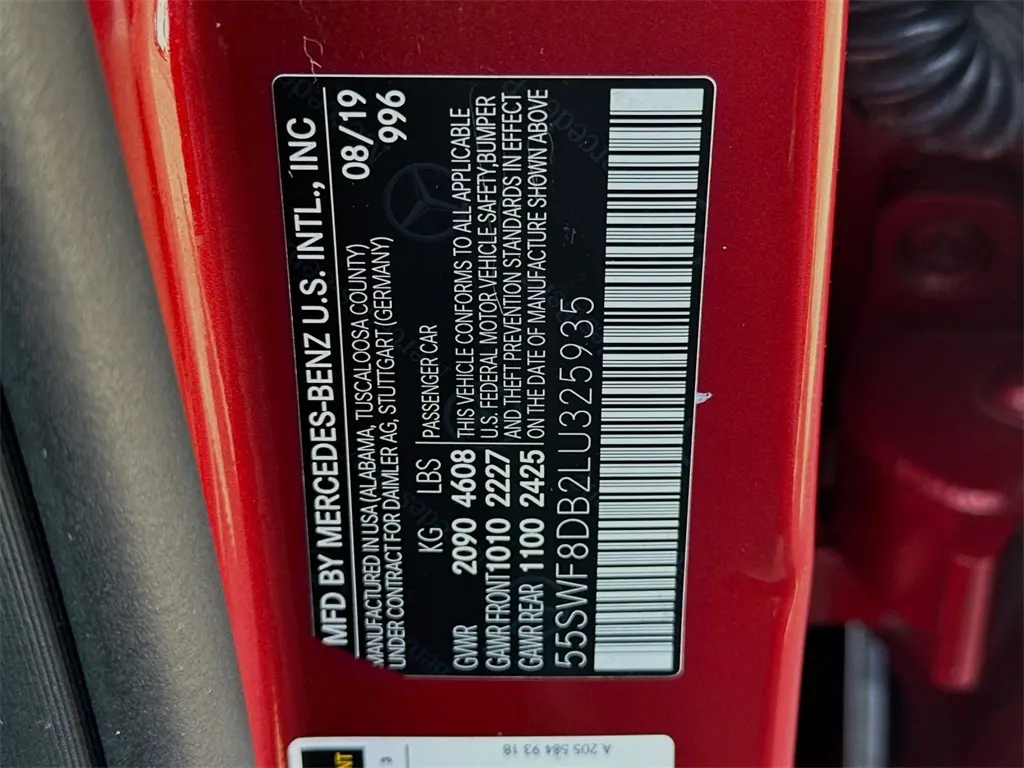 MFD BY MERCEDES-BENZ U.S. INTL., INC
MANUFACTURED IN USA (ALABAMA, TUSCALOOSA COUNTY) 08/19
UNDER CONTRACT FOR DAIMLER AG, STUTTGART (GERMANY) 996
KG LBS PASSENGER CAR
GVWR 2090 4608 THIS VEHICLE CONFORMS TO ALL APPLICABLE
GAWR FRONT 1010 2227 U.S. FEDERAL MOTOR VEHICLE SAFETY, BUMPER
AND THEFT PREVENTION STANDARDS IN EFFECT
GAWR REAR 1100 2425 ON THE DATE OF MANUFACTURE SHOWN ABOVE
55SWF8DB2LU325935
A 205 584 93 18